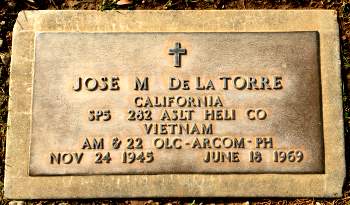 JOSE M DE LA TORRE
CALIFORNIA
SP5 282 ASLT HELI CO
VIETNAM
AM & 22 OLC-ARCOM-PH
NOV 24 1945 JUNE 18 1969